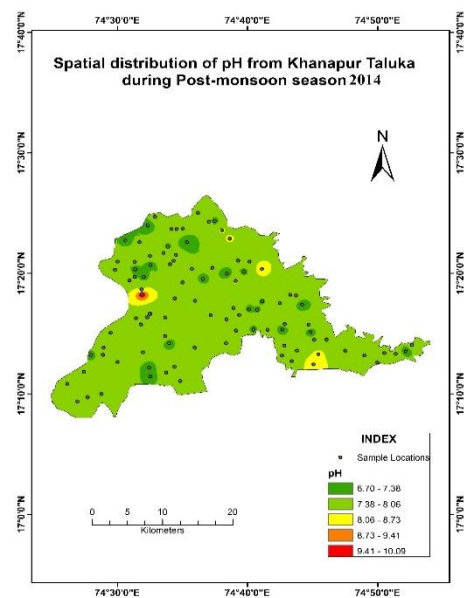 74°30'0"E 74°40'0"E 74°50'0"E
17°40'0"N 17°40'0"N
Spatial distribution of pH from Khanapur Taluka
during Post-monsoon season 2014
17°30'0"N 17°30'0"N
N
17°20'0"N 17°20'0"N
17°10'0"N 17°10'0"N
INDEX
Sample Locations
pH
6.70 - 7.38
7.38 - 8.06
8.06 - 8.73
8.73 - 9.41
9.41 - 10.09
0 5 10 20
Kilometers
17°0'0"N 17°0'0"N
74°30'0"E 74°40'0"E 74°50'0"E